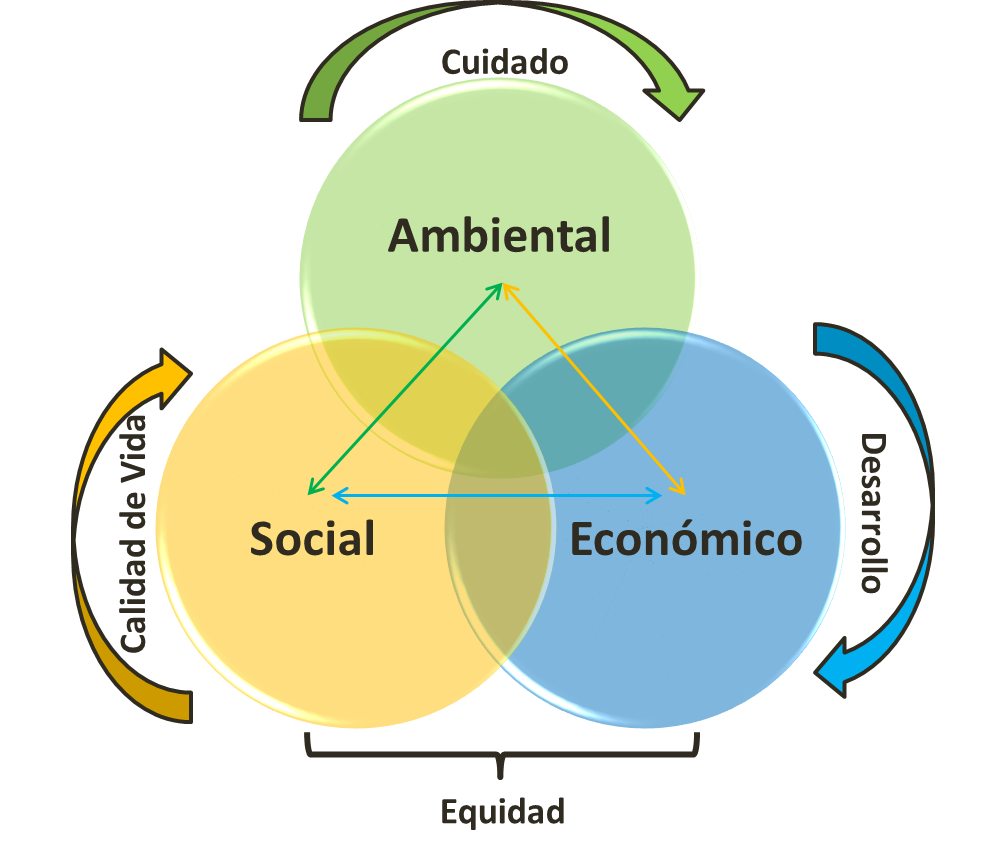 Cuidado
Ambiental
Calidad de Vida
Social
Económico
Desarrollo
Equidad